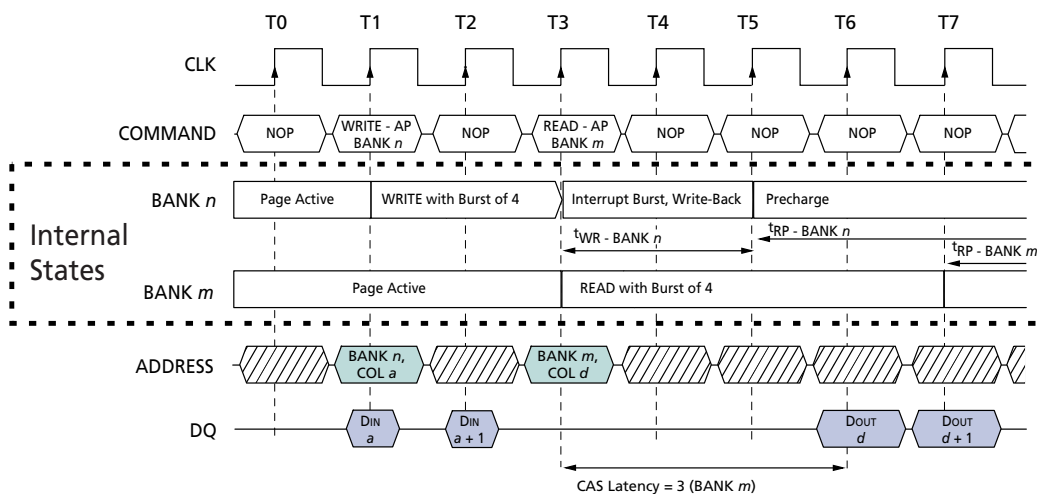 T0 T1 T2 T3 T4 T5 T6 T7
CLK
COMMAND NOP WRITE - AP NOP READ - AP NOP NOP NOP NOP
BANK n BANK m
BANK n Page Active WRITE with Burst of 4 Interrupt Burst, Write-Back Precharge
Internal
States
tWR - BANK n tRP - BANK n
tRP - BANK m
BANK m Page Active READ with Burst of 4
ADDRESS BANK n, COL a BANK m, COL d
DQ DIN a DIN a + 1 DOUT d DOUT d + 1
CAS Latency = 3 (BANK m)